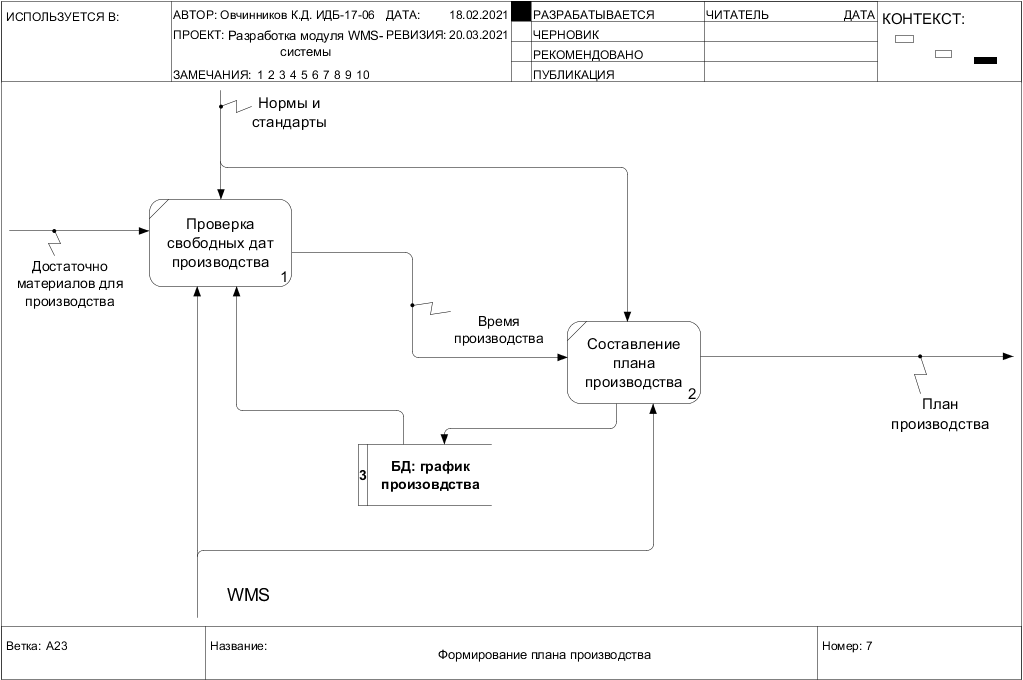 ИСПОЛЬЗУЕТСЯ В:
АВТОР: Овчинников К.Д. ИДБ-17-06 ДАТА: 18.02.2021
ПРОЕКТ: Разработка модуля WMS- РЕВИЗИЯ: 20.03.2021
системы
ЗАМЕЧАНИЯ: 1 2 3 4 5 6 7 8 9 10
РАЗРАБАТЫВАЕТСЯ
ЧЕРНОВИК
РЕКОМЕНДОВАНО
ПУБЛИКАЦИЯ
ЧИТАТЕЛЬ ДАТА
КОНТЕКСТ:
Нормы и
стандарты
Проверка
свободных дат
производства
1
Достаточно
материалов для
производства
Время
производства
Составление
плана
производства
2
План
производства
3
БД: график
произовдства
WMS
Ветка: A23
Название:
Формирование плана производства
Номер: 7